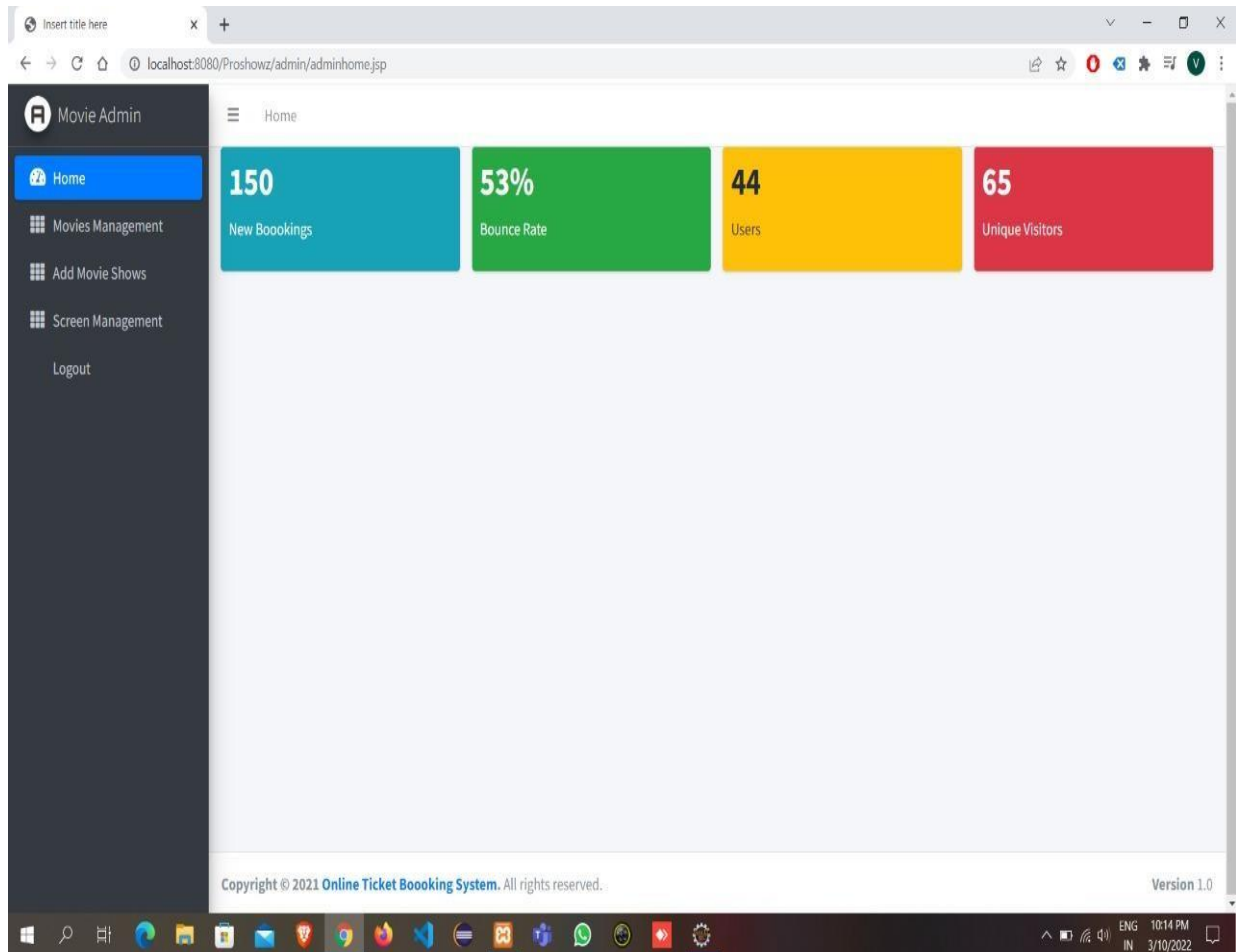 Insert title here
localhost:8080/Proshowz/admin/adminhome.jsp
V
A Movie Admin
Home
Home
Movies Management
Add Movie Shows
Screen Management
Logout
150
New Boookings
53%
Bounce Rate
44
Users
65
Unique Visitors
Copyright © 2021 Online Ticket Boooking System. All rights reserved.
Version 1.0
ENG
IN
10:14 PM
3/10/2022